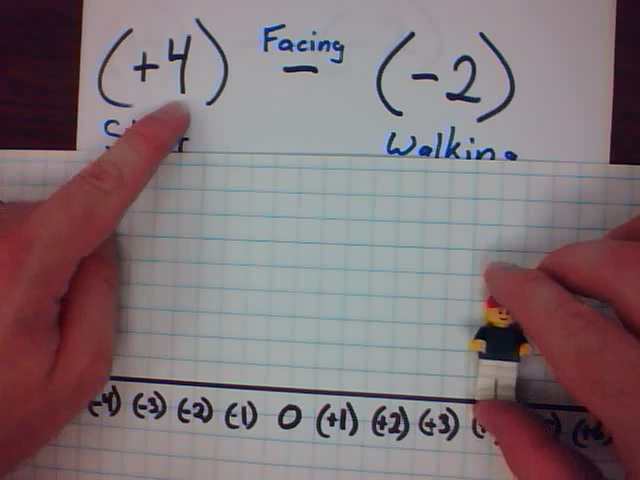 Facing
(+4) − (-2)
Walking
(-4) (-3) (-2) (-1) 0 (+1) (+2) (+3)